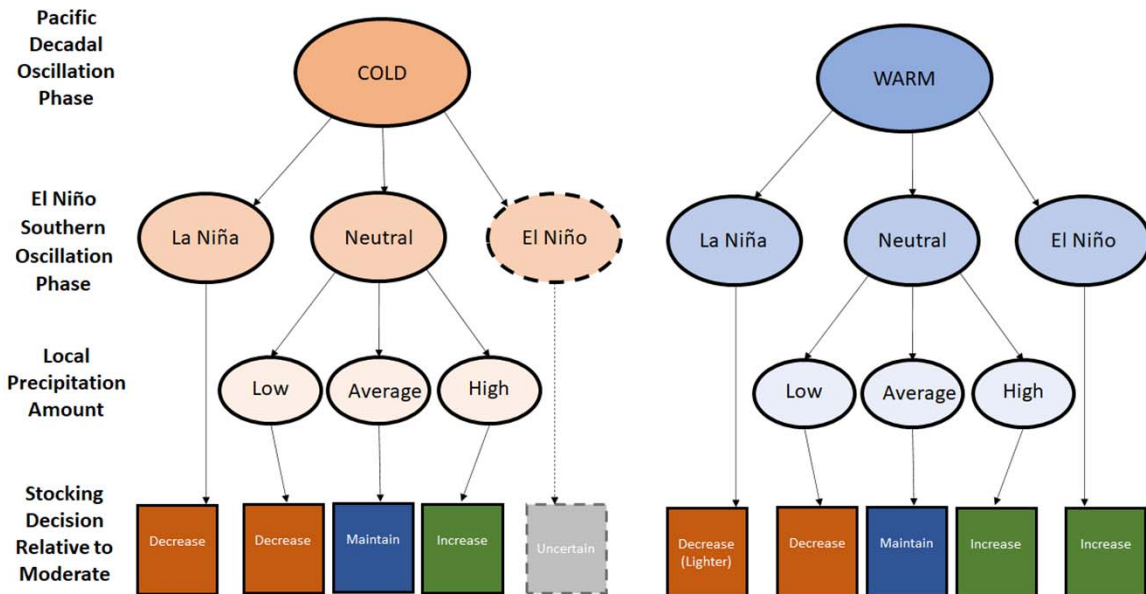 Pacific
Decadal
Oscillation
Phase
COLD
WARM
El Niño
Southern
Oscillation
Phase
La Niña
Neutral
El Niño
La Niña
Neutral
El Niño
Local
Precipitation
Amount
Low
Average
High
Low
Average
High
Stocking
Decision
Relative to
Moderate
Decrease
Decrease
Maintain
Increase
Uncertain
Decrease
(Lighter)
Decrease
Maintain
Increase
Increase